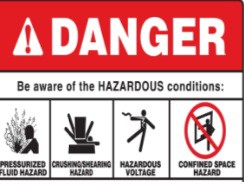 DANGER
Be aware of the HAZARDOUS conditions:
PRESSURIZED CRUSHING/SHEARING HAZARDOUS CONFINED SPACE
FLUID HAZARD HAZARD VOLTAGE HAZARD